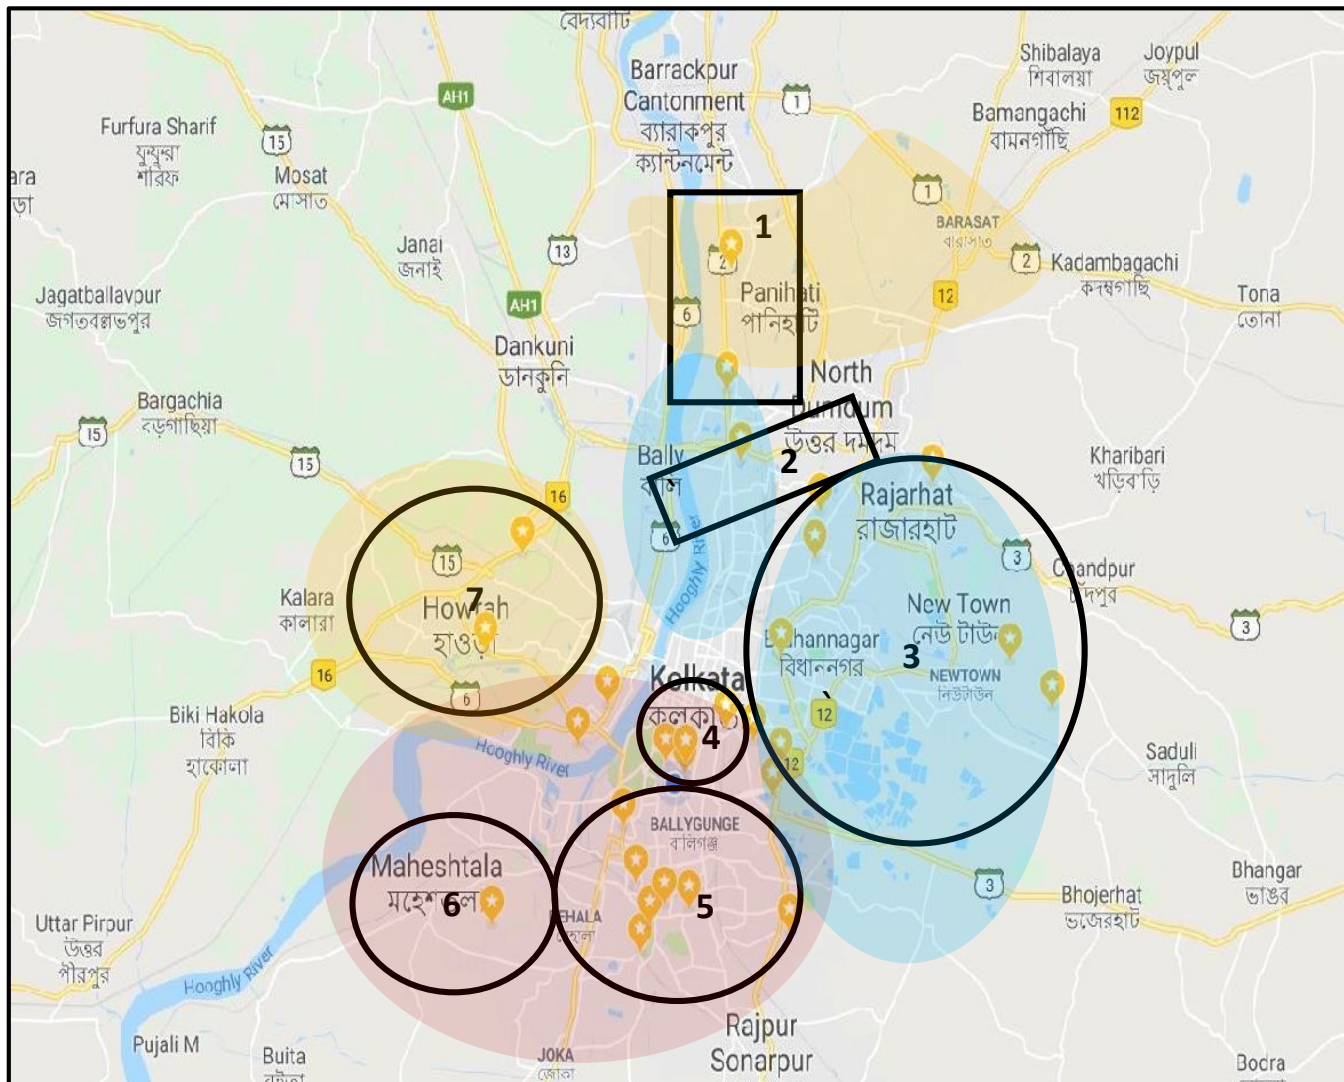 বেদ্যবাটি
Shibalaya
শিবালয়া
Joypul
জয়পুল
Barrackpur
Cantonment
ব্যারাকপুর
ক্যান্টনমেন্ট
AH1
1
Bamangachi
বামনগাছি
112
Furfura Sharif
ফুরফুরা
শরিফ
15
Mosat
মোসাত
ara
ড়া
1
1
BARASAT
বারাসাত
Janai
জনাই
13
2
2
Kadambagachi
কদম্বগাছি
Jagatballavpur
জগতবল্লভপুর
AH1
6
Panihati
পানিহাটি
12
Tona
তোনা
Dankuni
ডানকুনি
North
Dumdum
উত্তর দমদম
Bargachia
বড়গাছিয়া
15
15
Bally
বালি
2
Kharibari
খড়িবাড়ি
16
Rajarhat
রাজারহাট
6
Hooghly River
3
Chandpur
চাঁদপুর
15
Kalara
কালারা
7
Howrah
হাওড়া
New Town
নিউ টাউন
3
Bidhannagar
বিধাননগর
3
NEWTOWN
নিউটাউন
16
6
Kolkata
কলকাতা
4
12
Biki Hakola
বিকি
হাকোলা
Hooghly River
12
Saduli
সাদুলি
BALLYGUNGE
বালিগঞ্জ
Maheshtala
মহেশতলা
6
BEHALA
বেহালা
5
3
Bhojerhat
ভজেরহাট
Bhangar
ভাঙর
Uttar Pirpur
উত্তর
পীরপুর
Hooghly River
Pujali M
Buita
JOKA
জোকা
Rajpur
Sonarpur
Bodra